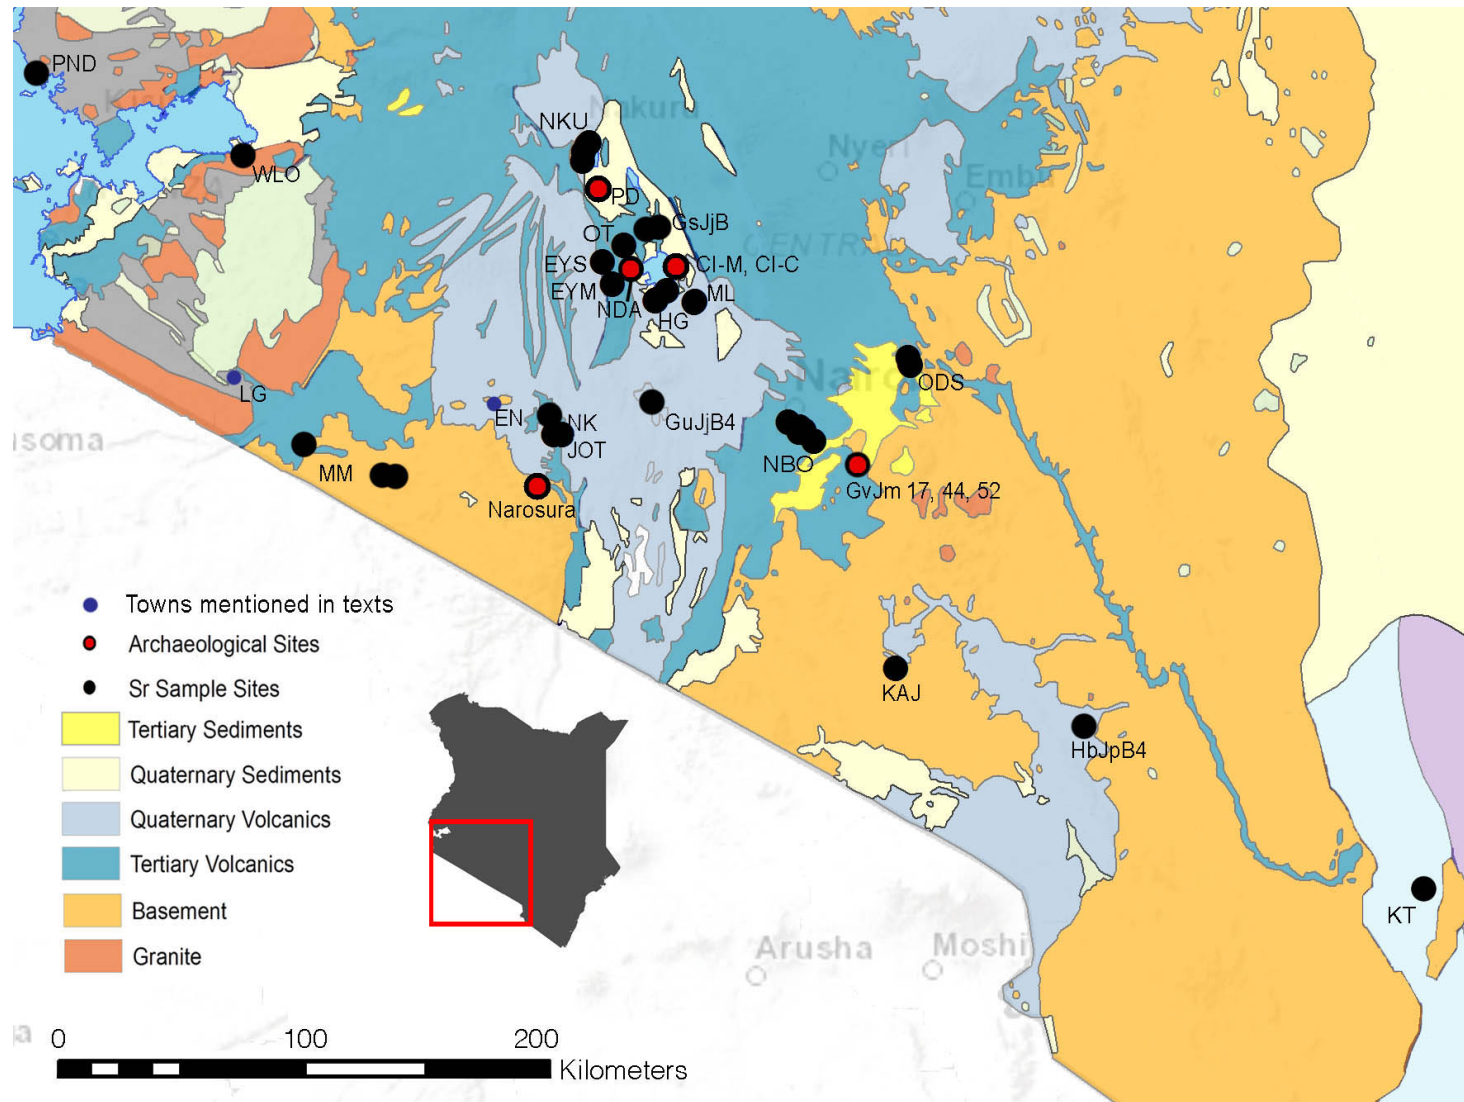 PND
Nakuru
NKU
Nyeri
WLO
Embu
PD
GsJjB
OT
CENTRA
EYS
CI-M, CI-C
EYM
NDA
ML
HG
Nairo
ODS
LG
EN
NK
GuJjB4
JOT
isoma
MM
NBO
GvJm 17, 44, 52
Narosura
Towns mentioned in texts
Archaeological Sites
Sr Sample Sites
KAJ
Tertiary Sediments
HbJpB4
Quaternary Sediments
Quaternary Volcanics
Tertiary Volcanics
Basement
KT
Granite
Arusha
Moshi
0 100 200
Kilometers